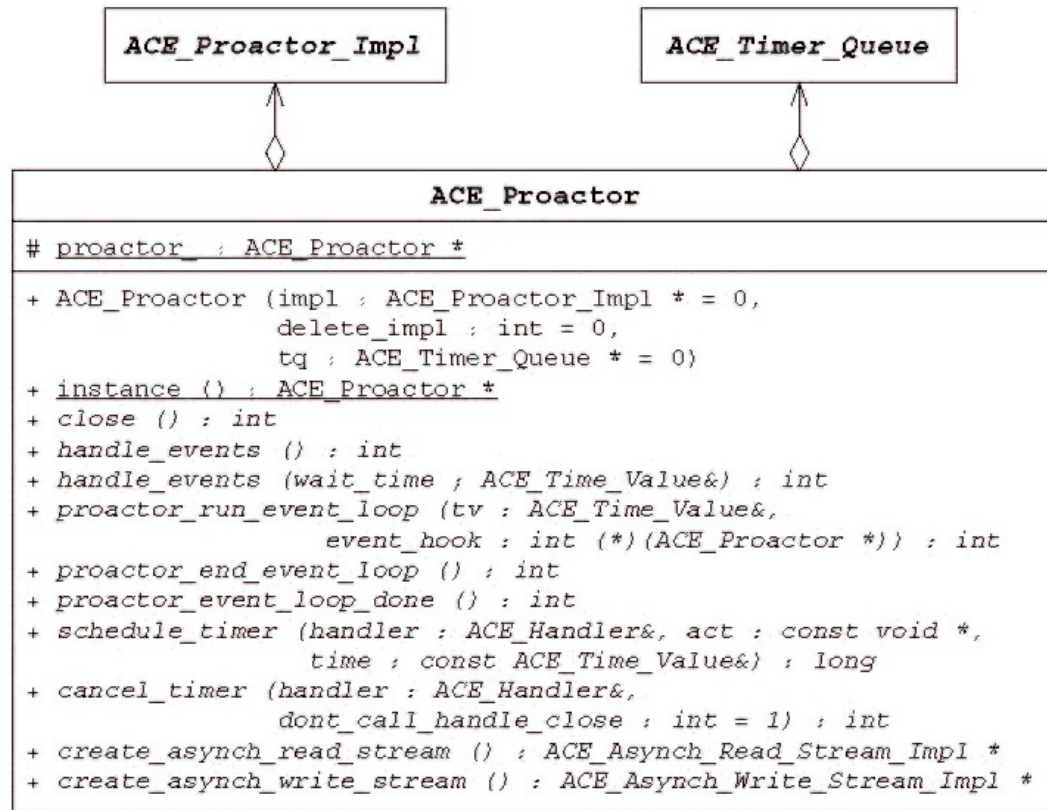 ACE_Proactor_Impl
ACE_Timer_Queue
ACE_Proactor
# proactor_ : ACE_Proactor *
+ ACE_Proactor (impl : ACE_Proactor_Impl * = 0,
delete_impl : int = 0,
tq : ACE_Timer_Queue * = 0)
+ instance () : ACE_Proactor *
+ close () : int
+ handle_events () : int
+ handle_events (wait_time ; ACE_Time_Value&) : int
+ proactor_run_event_loop (tv : ACE_Time_Value&,
event_hook : int (*)(ACE_Proactor *)) : int
+ proactor_end_event_loop () : int
+ proactor_event_loop_done () : int
+ schedule_timer (handler : ACE_Handler&, act : const void *,
time : const ACE_Time_Value&) : long
+ cancel_timer (handler : ACE_Handler&,
dont_call_handle_close : int = 1) : int
+ create_asynch_read_stream () : ACE_Asynch_Read_Stream_Impl *
+ create_asynch_write_stream () : ACE_Asynch_Write_Stream_Impl *